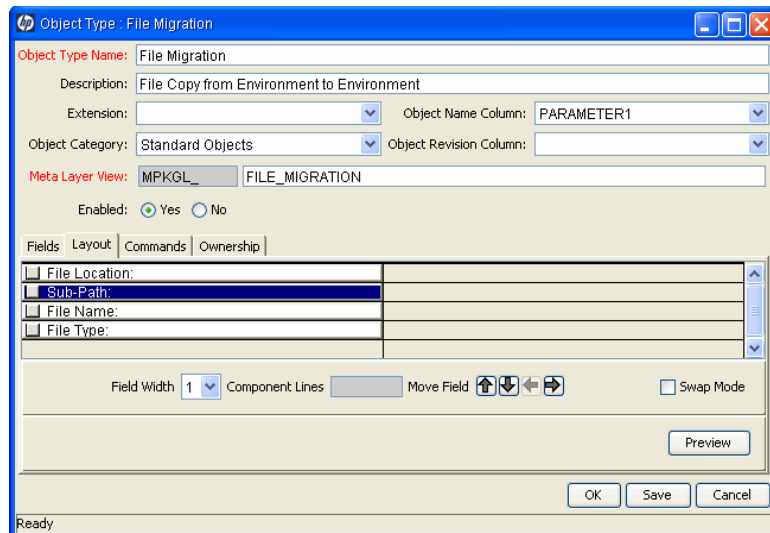 hp Object Type : File Migration
Object Type Name: File Migration
Description: File Copy from Environment to Environment
Extension: Object Name Column: PARAMETER1
Object Category: Standard Objects Object Revision Column:
Meta Layer View: MPKGL_ FILE_MIGRATION
Enabled: Yes No
Fields Layout Commands Ownership
File Location:
Sub-Path:
File Name:
File Type:
Field Width 1 Component Lines Move Field Swap Mode
Preview
OK Save Cancel
Ready